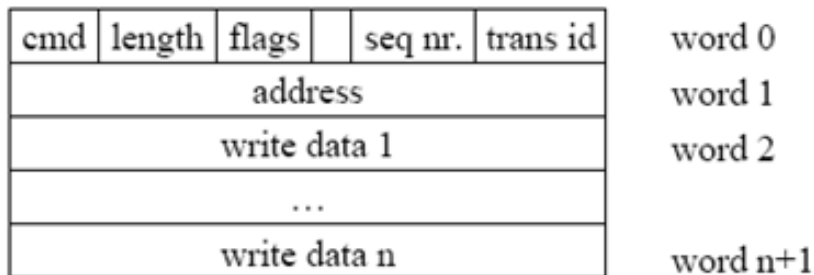 cmd length flags seq nr. trans id word 0
address word 1
write data 1 word 2
...
write data n word n+1